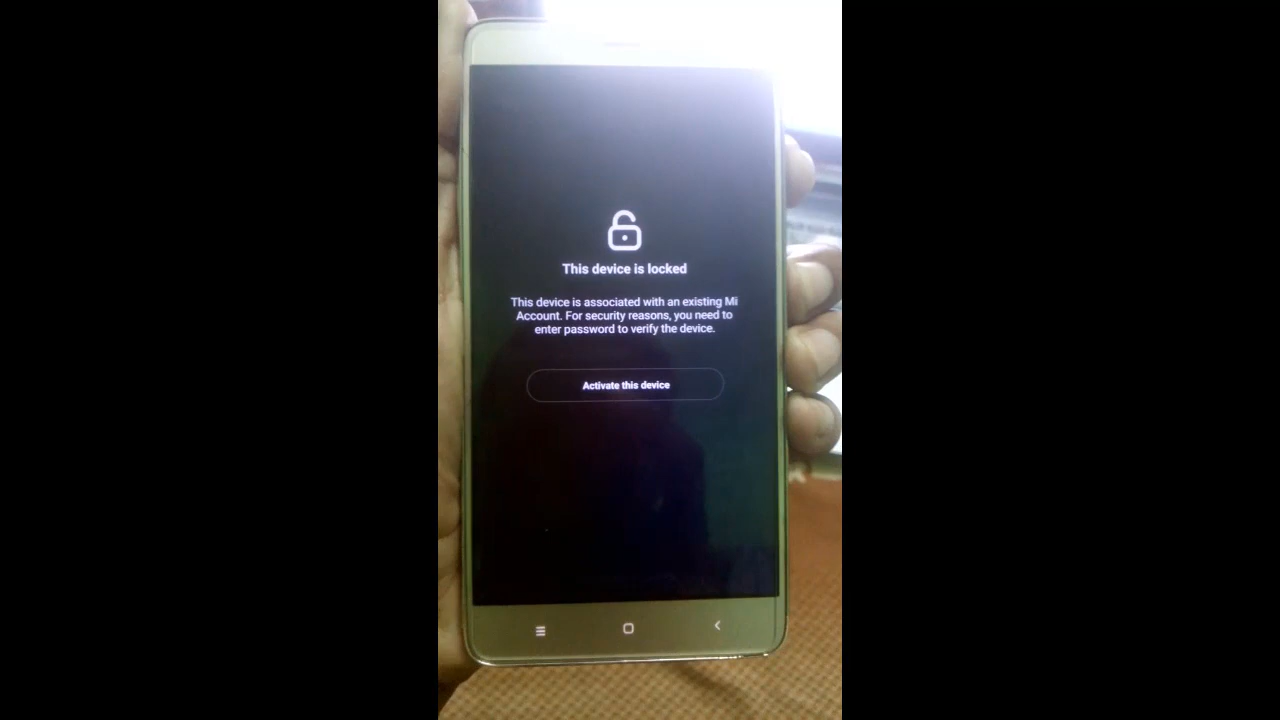 This device is locked
This device is associated with an existing Mi
Account. For security reasons, you need to
enter password to verify the device.
Activate this device